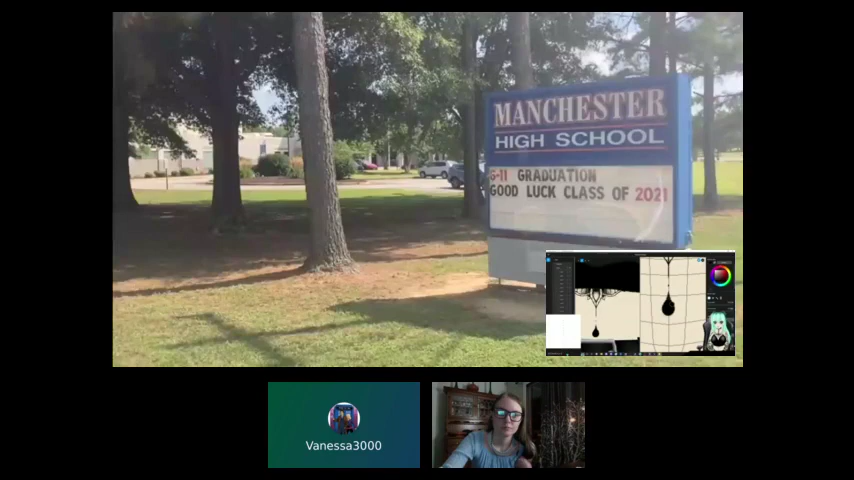 MANCHESTER
HIGH SCHOOL
6-11 GRADUATION
GOOD LUCK CLASS OF 2021
Vanessa3000